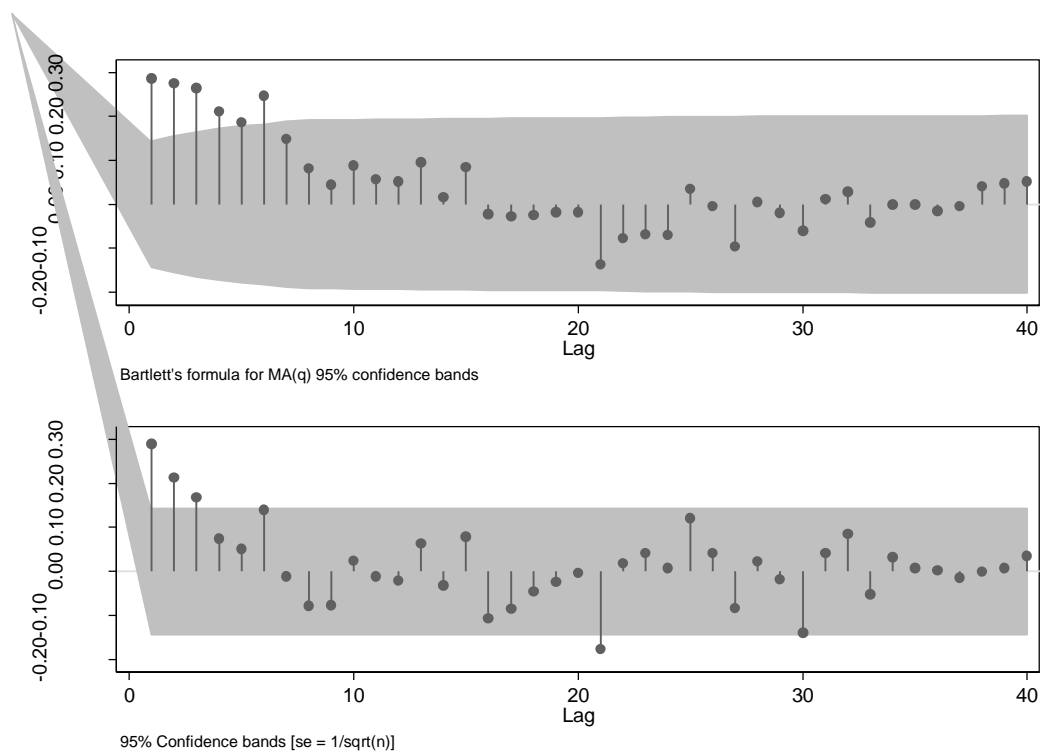 -0.20-0.10 0.00 0.10 0.20 0.30
0 10 20 30 40
Lag
Bartlett's formula for MA(q) 95% confidence bands
-0.20-0.10 0.00 0.10 0.20 0.30
0 10 20 30 40
Lag
95% Confidence bands [se = 1/sqrt(n)]